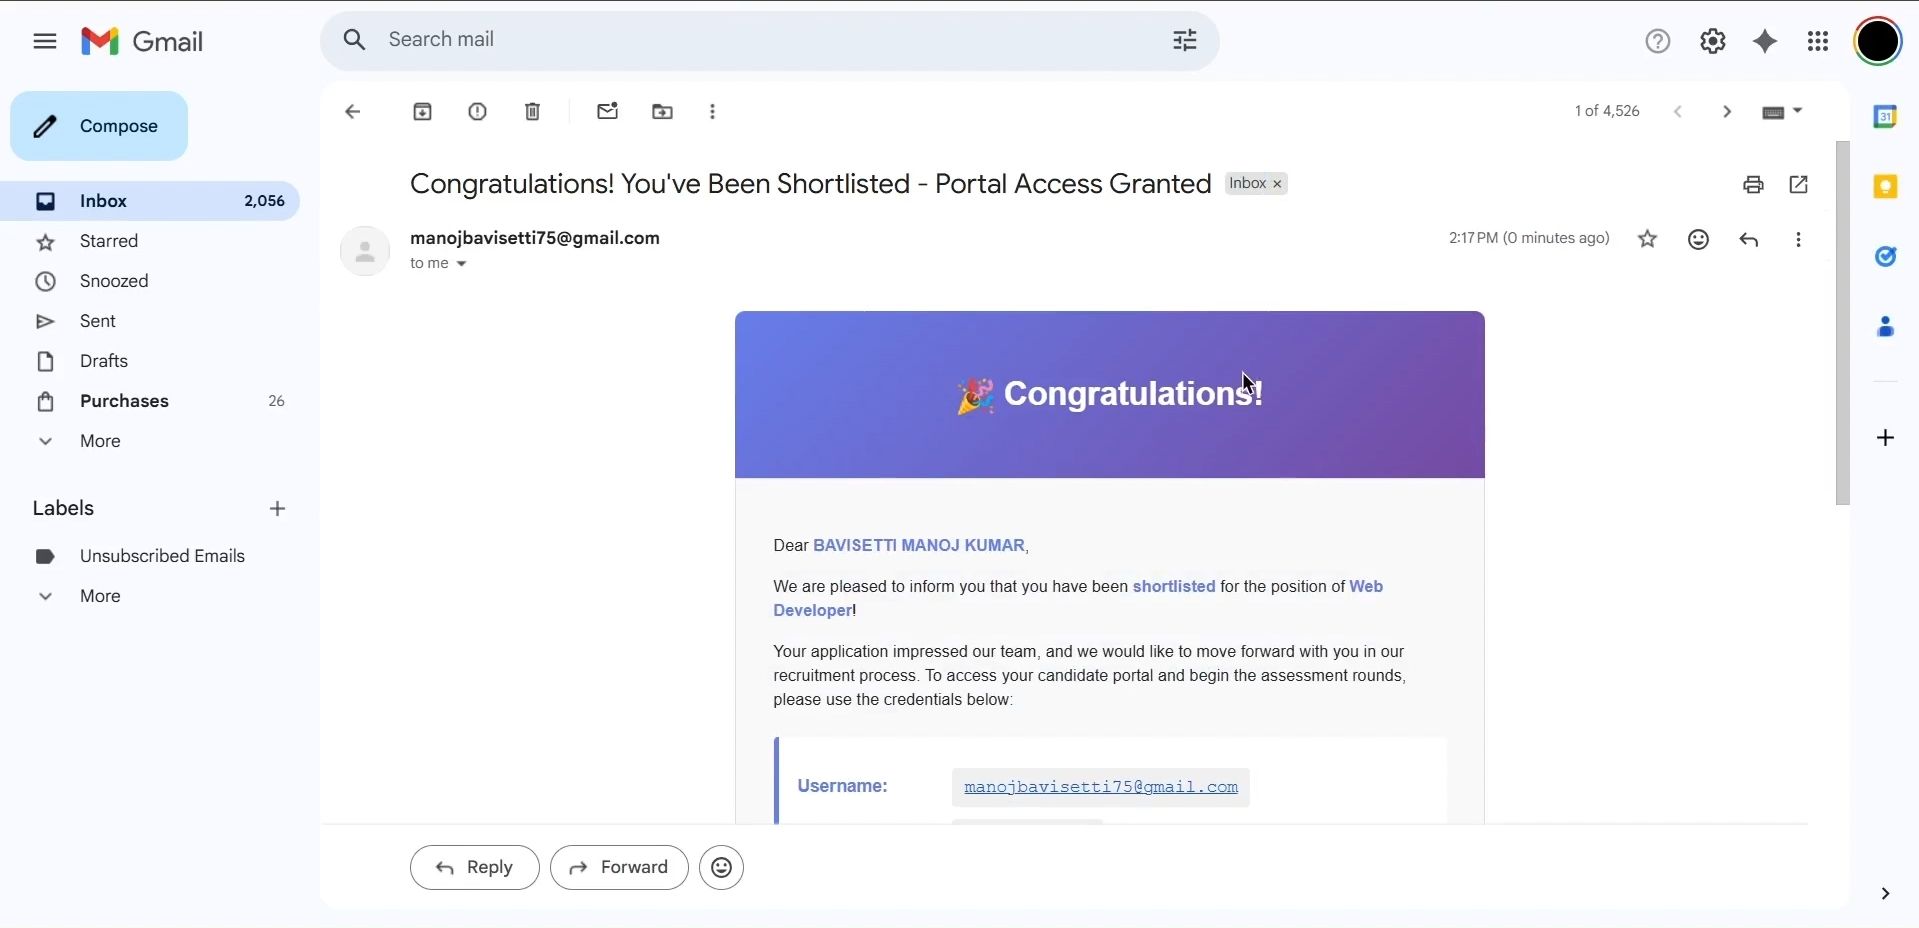 Gmail
Search mail
Compose
1 of 4,526
31
Inbox 2,056
Starred
Snoozed
Sent
Drafts
Purchases 26
More
Labels
Unsubscribed Emails
More
Congratulations! You've Been Shortlisted - Portal Access Granted Inbox ×
manojbavisetti75@gmail.com
2:17 PM (0 minutes ago)
to me
Congratulations!
Dear BAVISETTI MANOJ KUMAR,
We are pleased to inform you that you have been shortlisted for the position of Web
Developer!
Your application impressed our team, and we would like to move forward with you in our
recruitment process. To access your candidate portal and begin the assessment rounds,
please use the credentials below:
Username: manojbavisetti75@gmail.com
Reply
Forward